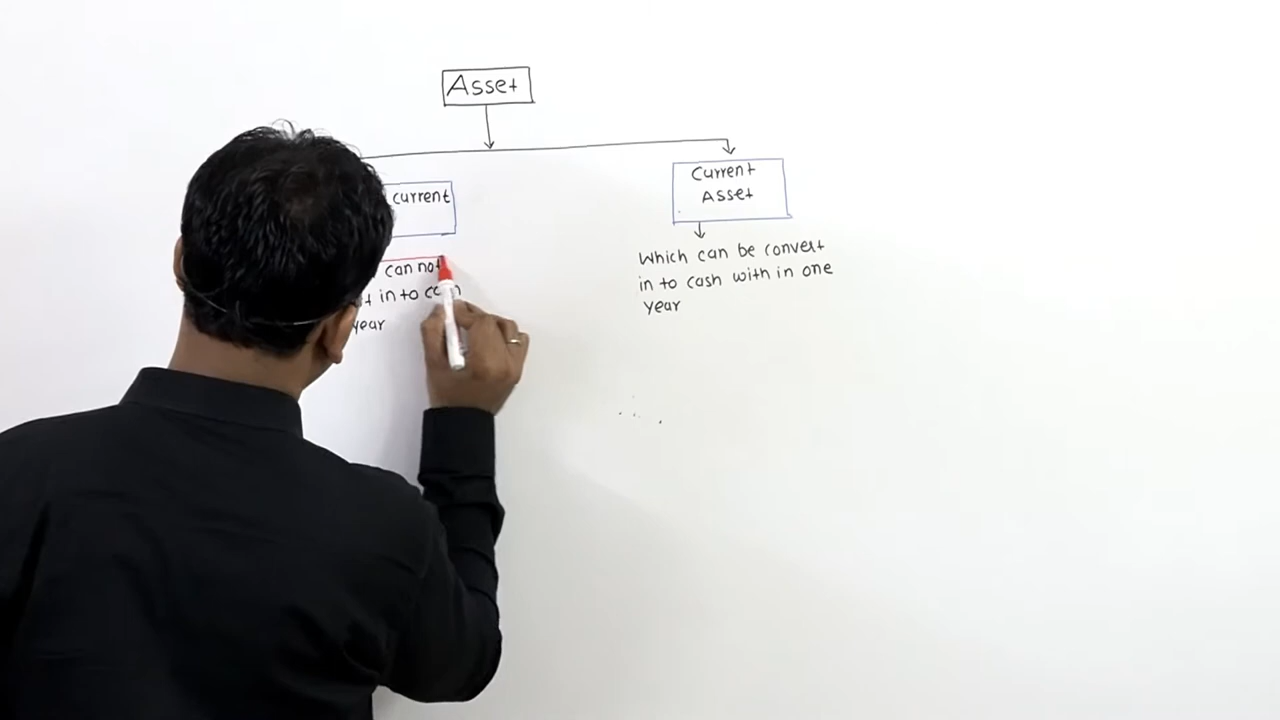 Asset
current
Current
Asset
can not
in to
year
Which can be convert
in to cash with in one
year